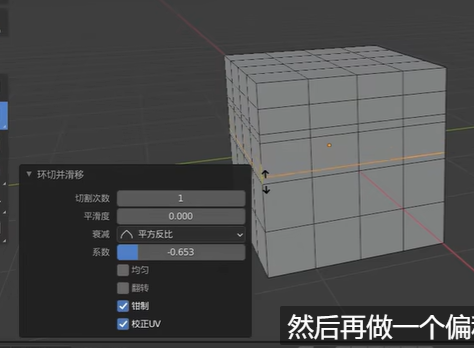 环切并滑移
切割次数 1
平滑度 0.000
衰减 平方反比
系数 -0.653
均匀
翻转
钳制
校正UV
然后再做一个偏